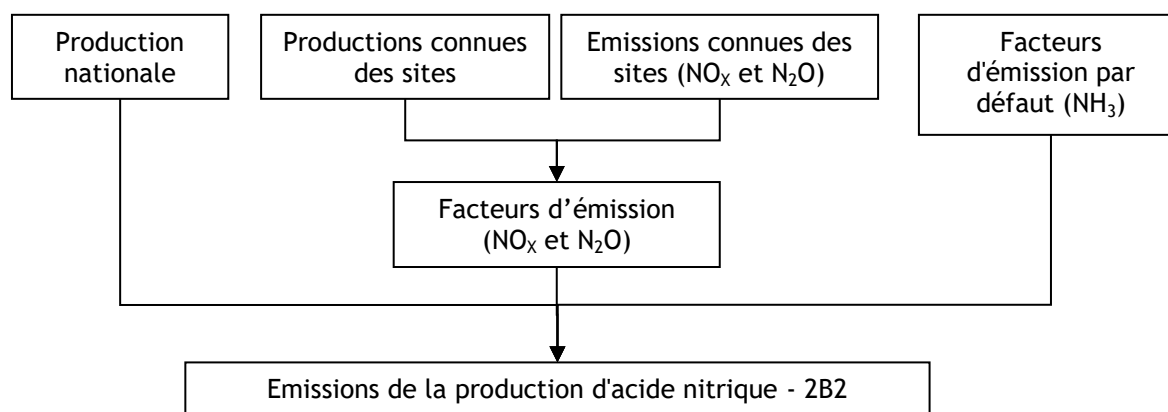 Production
nationale
Productions connues
des sites
Emissions connues des
sites (NOX et N2O)
Facteurs
d'émission par
défaut (NH3)
Facteurs d’émission
(NOX et N2O)
Emissions de la production d'acide nitrique - 2B2